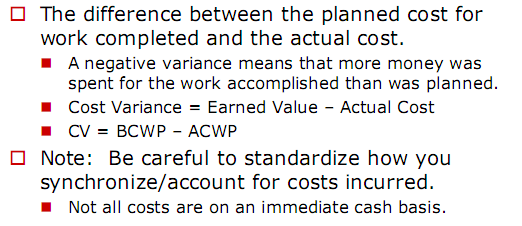 The difference between the planned cost for
work completed and the actual cost.
A negative variance means that more money was
spent for the work accomplished than was planned.
Cost Variance = Earned Value – Actual Cost
CV = BCWP – ACWP
Note:  Be careful to standardize how you
synchronize/account for costs incurred.
Not all costs are on an immediate cash basis.